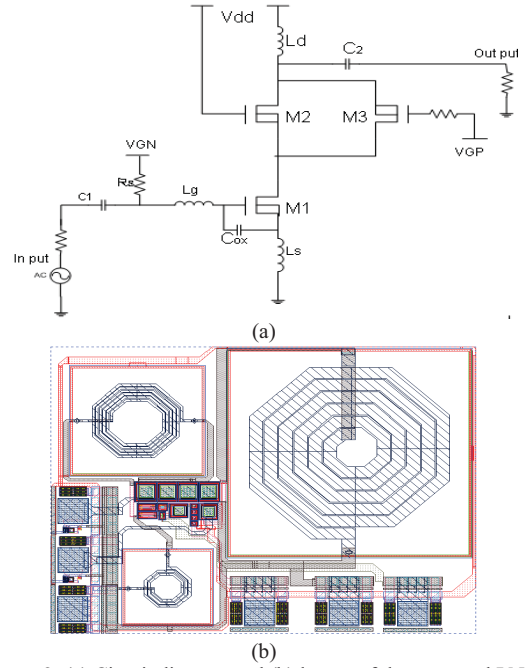 Vdd
Ld
C2
Out put
M2
M3
VGN
VGP
Rs
Lg
C1
M1
Cox
In put
Ls
AC
(a)
(b)